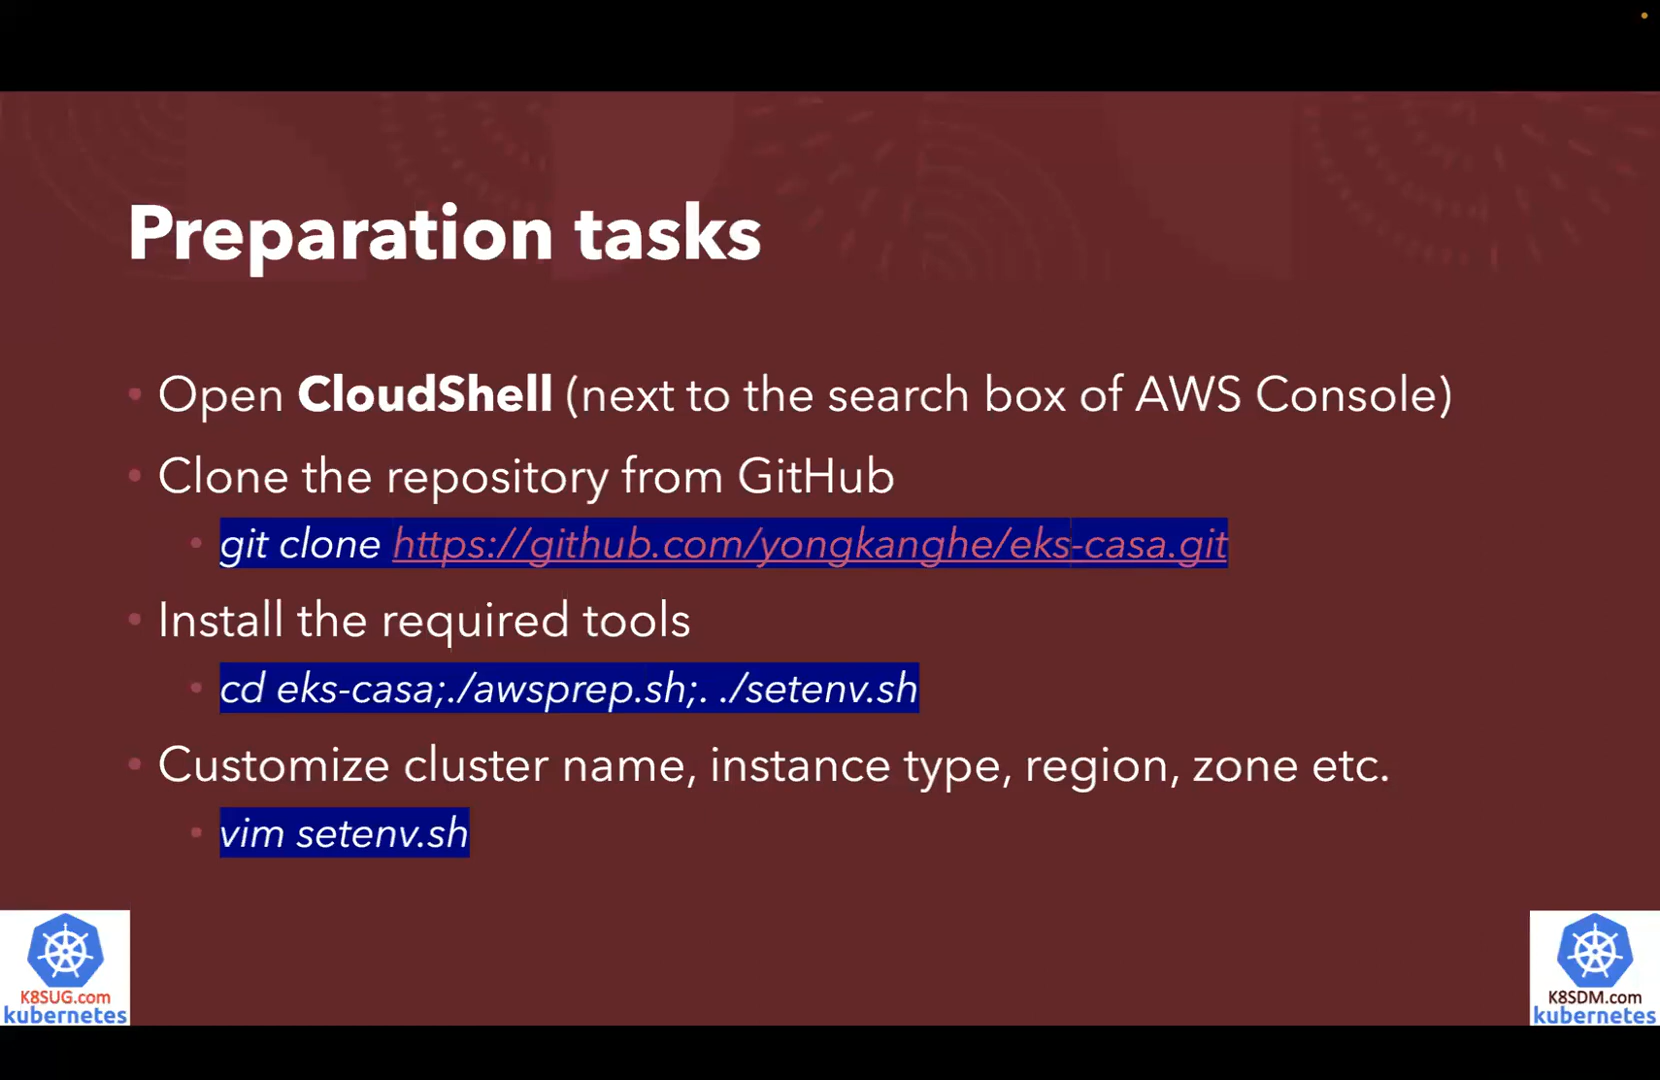 Preparation tasks
• Open CloudShell (next to the search box of AWS Console)
• Clone the repository from GitHub
• git clone https://github.com/yongkanghe/eks-casa.git
• Install the required tools
• cd eks-casa;./awsprep.sh;. ./setenv.sh
• Customize cluster name, instance type, region, zone etc.
• vim setenv.sh
K8SUG.com
kubernetes
K8SDM.com
kubernetes